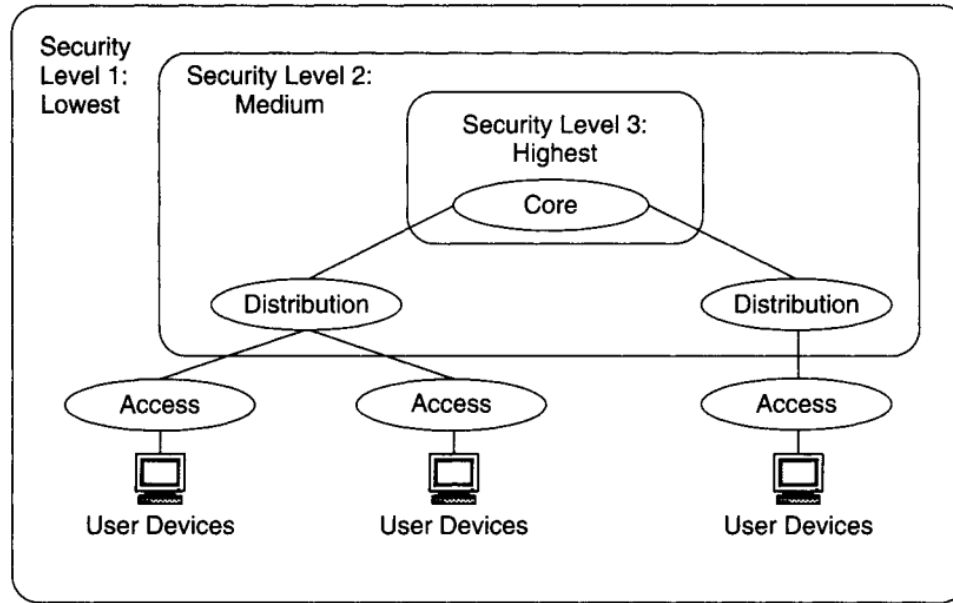 Security
Level 1:
Lowest
Security Level 2:
Medium
Security Level 3:
Highest
Core
Distribution
Distribution
Access
Access
Access
User Devices
User Devices
User Devices